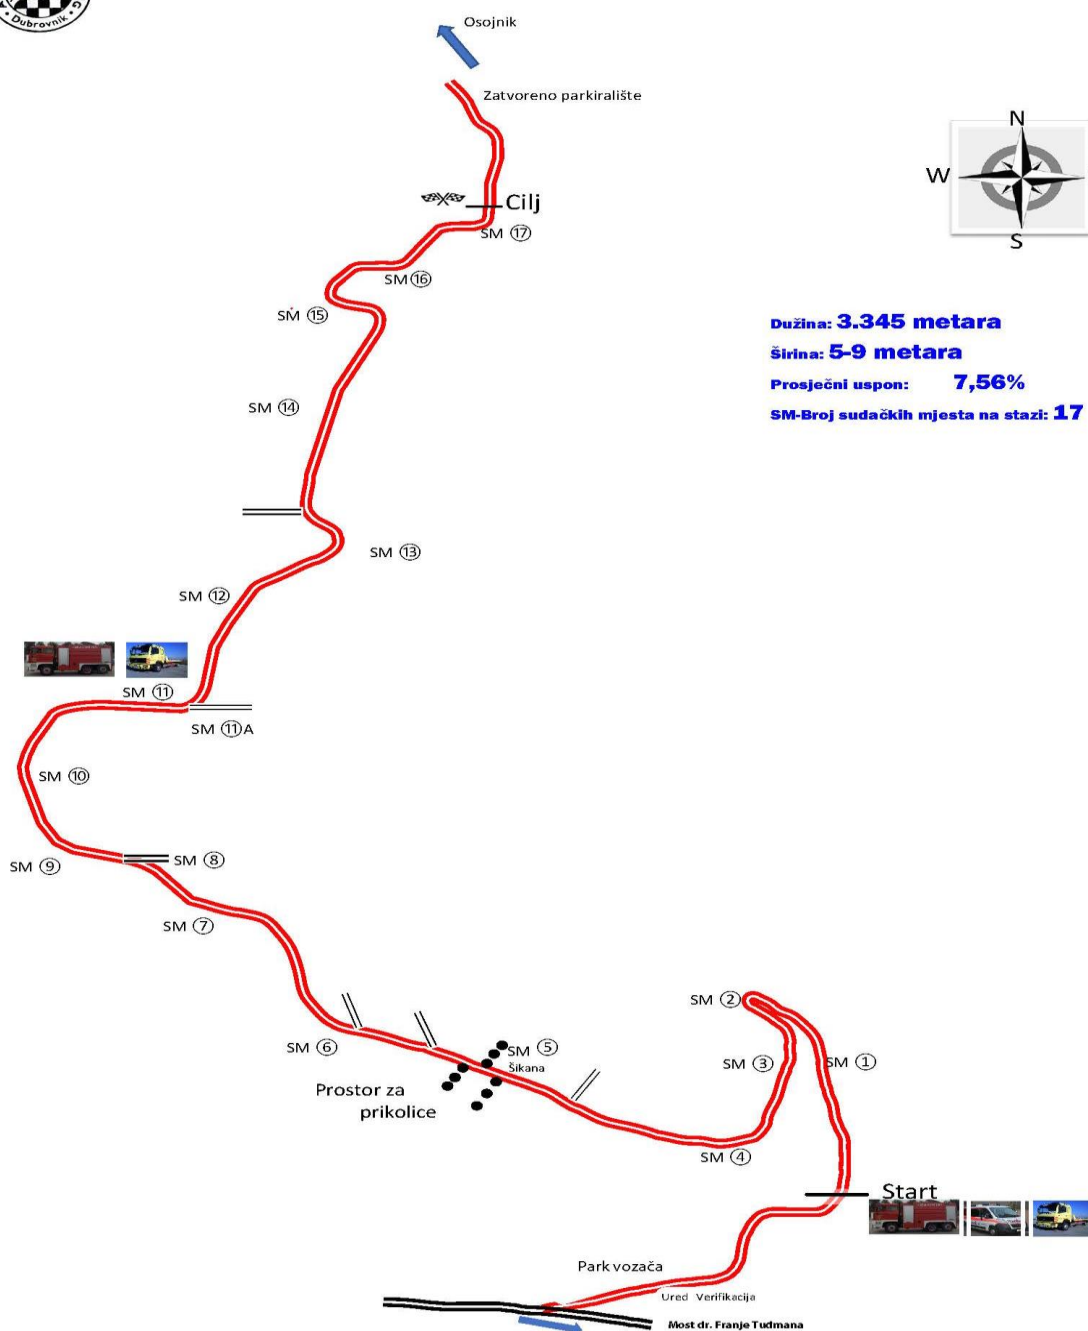 Dubrovnik
Osojnik
Zatvoreno parkiralište
N
W
S
Cilj
SM 17
SM 16
SM 15
Dužina: 3.345 metara
Širina: 5-9 metara
Prosječni uspon: 7,56%
SM-Broj sudačkih mjesta na stazi: 17
SM 14
SM 13
SM 12
SM 11
SM 11A
SM 10
SM 9
SM 8
SM 7
SM 6
SM 5
Šikana
Prostor za
prikolice
SM 2
SM 3
SM 1
SM 4
Start
Park vozača
Ured Verifikacija
Most dr. Franje Tuđmana